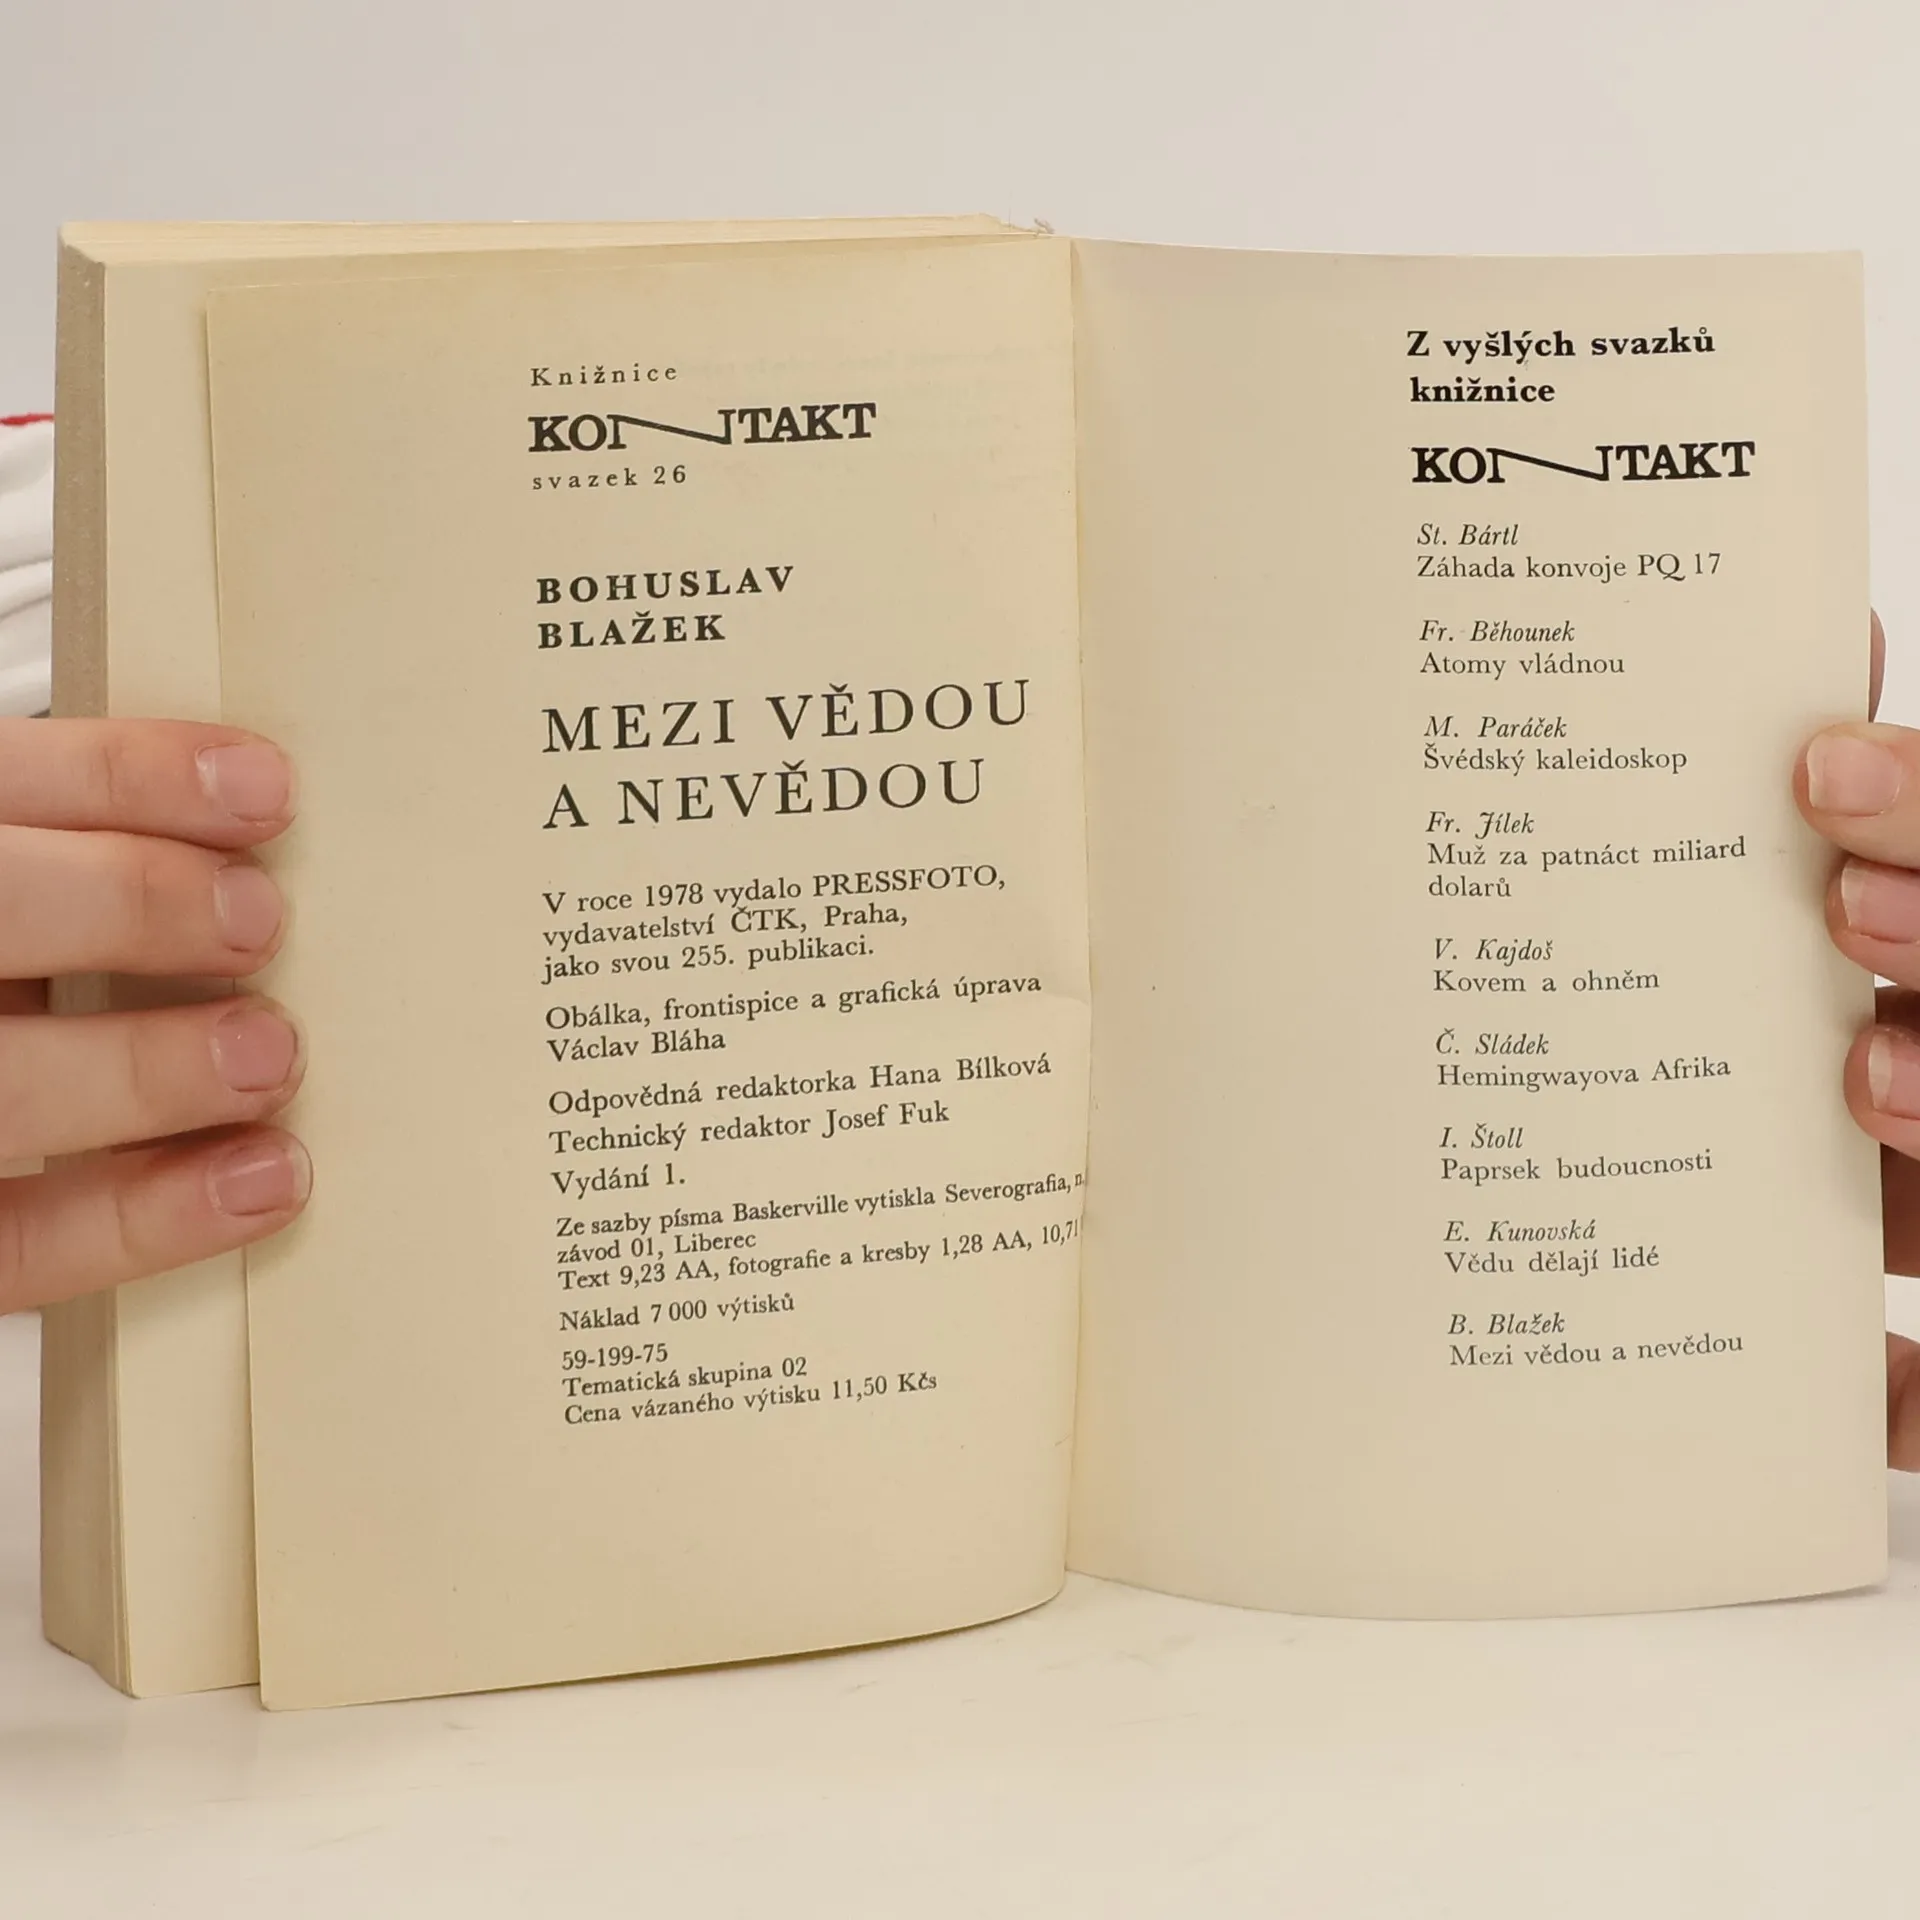 Knižnice
KONTAKT
svazek 26
BOHUSLAV
BLAŽEK
MEZI VĚDOU
A NEVĚDOU
V roce 1978 vydalo PRESSFOTO,
vydavatelství ČTK, Praha,
jako svou 255. publikaci.
Obálka, frontispice a grafická úprava
Václav Bláha
Odpovědná redaktorka Hana Bílková
Technický redaktor Josef Fuk
Vydání 1.
Ze sazby písma Baskerville vytiskla Severografia, n.
závod 01, Liberec
Text 9,23 AA, fotografie a kresby 1,28 AA, 10,71
Náklad 7 000 výtisků
59-199-75
Tematická skupina 02
Cena vázaného výtisku 11,50 Kčs
Z vyšlých svazků
knižnice
KONTAKT
St. Bártl
Záhada konvoje PQ 17
Fr. Běhounek
Atomy vládnou
M. Paráček
Švédský kaleidoskop
Fr. Jílek
Muž za patnáct miliard
dolarů
V. Kajdoš
Kovem a ohněm
Č. Sládek
Hemingwayova Afrika
I. Štoll
Paprsek budoucnosti
E. Kunovská
Vědu dělají lidé
B. Blažek
Mezi vědou a nevědou